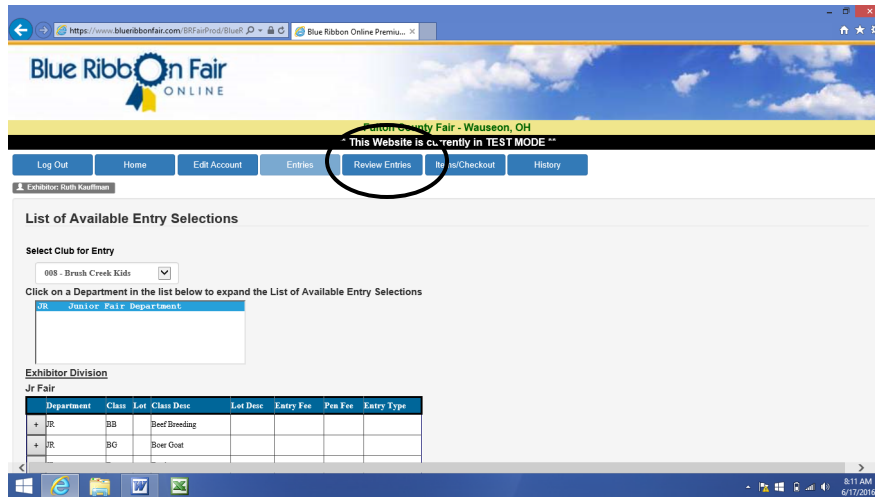 https://www.blueribbonfair.com/BRFairProd/BlueR
Blue Ribbon Online Premiu...
Blue Ribbon Fair
ONLINE
Fulton County Fair - Wauseon, OH
** This Website is currently in TEST MODE **
Log Out Home Edit Account Entries Review Entries Items/Checkout History
Exhibitor: Ruth Kauffman
List of Available Entry Selections
Select Club for Entry
008 - Brush Creek Kids
Click on a Department in the list below to expand the List of Available Entry Selections
JR Junior Fair Department
Exhibitor Division
Jr Fair
Department Class Lot Class Desc Lot Desc Entry Fee Pen Fee Entry Type
+ JR BB Beef Breeding
+ JR BG Boer Goat
8:11 AM
6/17/2016